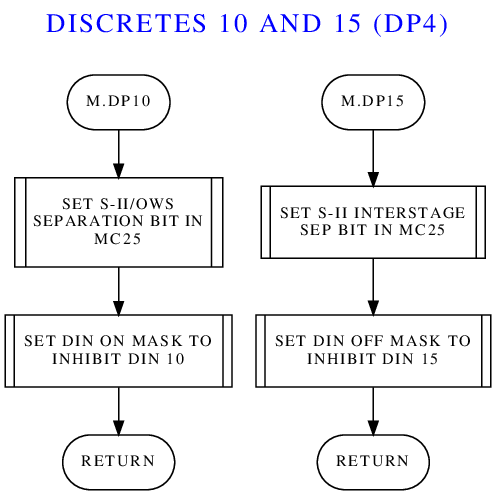 DISCRETES 10 AND 15 (DP4)
M.DP10
SET S-II/OWS
SEPARATION BIT IN
MC25
SET DIN ON MASK TO
INHIBIT DIN 10
RETURN
M.DP15
SET S-II INTERSTAGE
SEP BIT IN MC25
SET DIN OFF MASK TO
INHIBIT DIN 15
RETURN